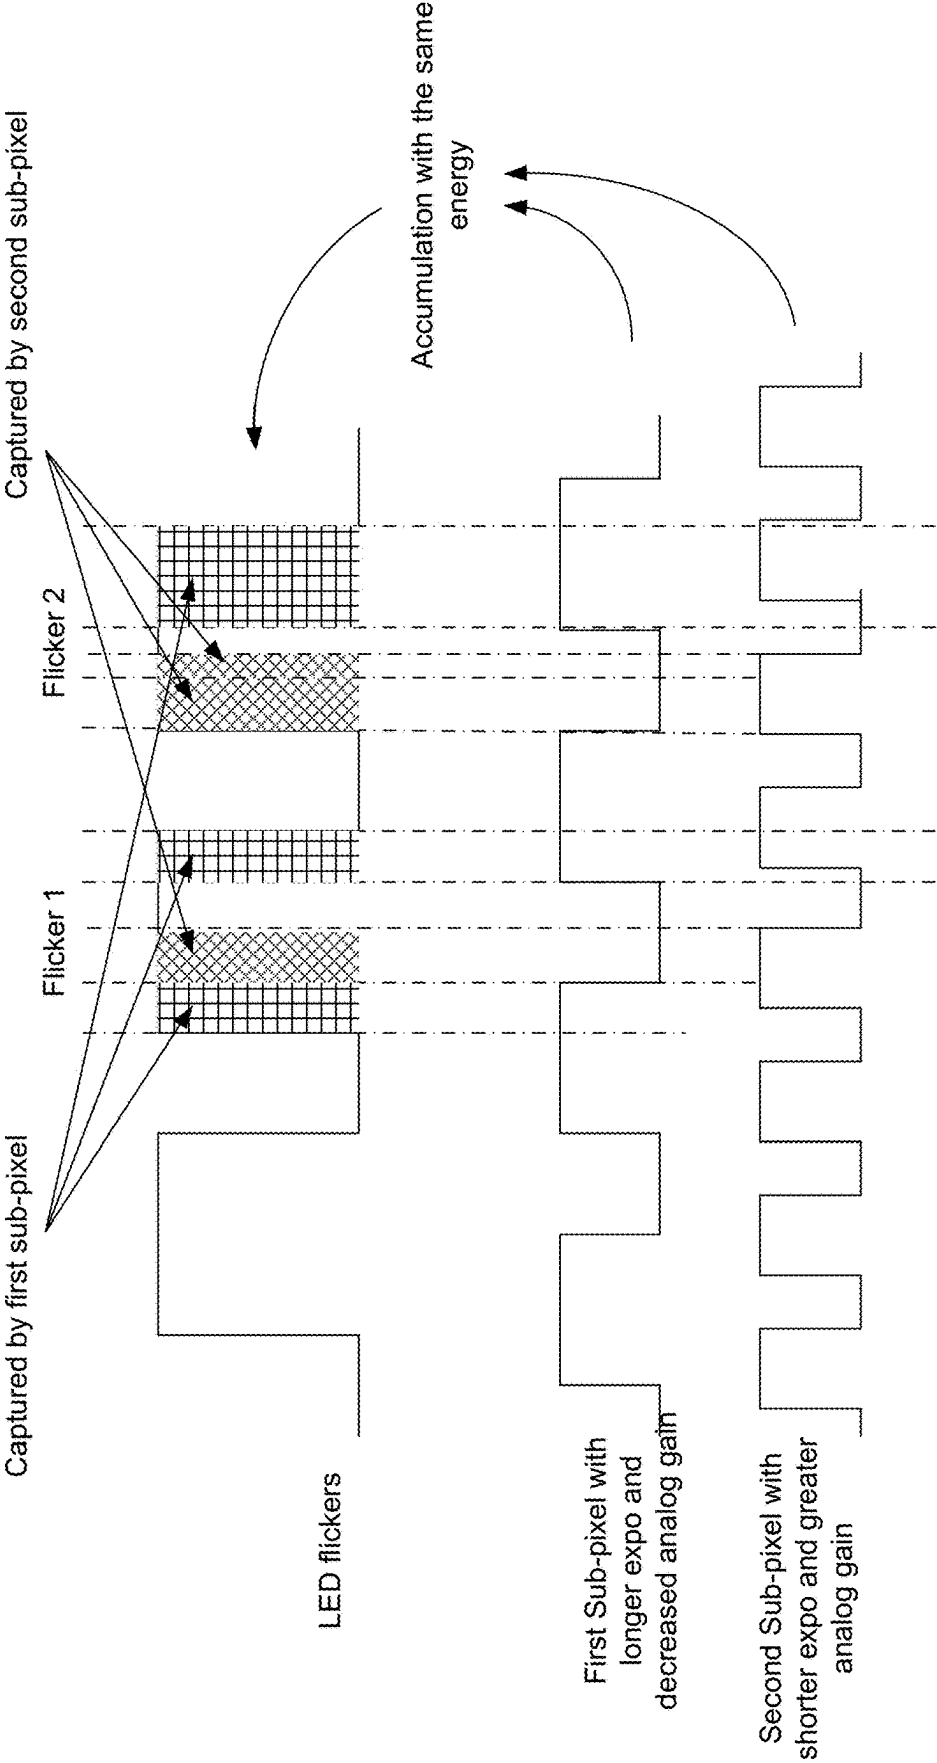 Captured by first sub-pixel
Captured by second sub-pixel
Flicker 1
Flicker 2
LED flickers
Accumulation with the same
energy
First Sub-pixel with
longer expo and
decreased analog gain
Second Sub-pixel with
shorter expo and greater
analog gain